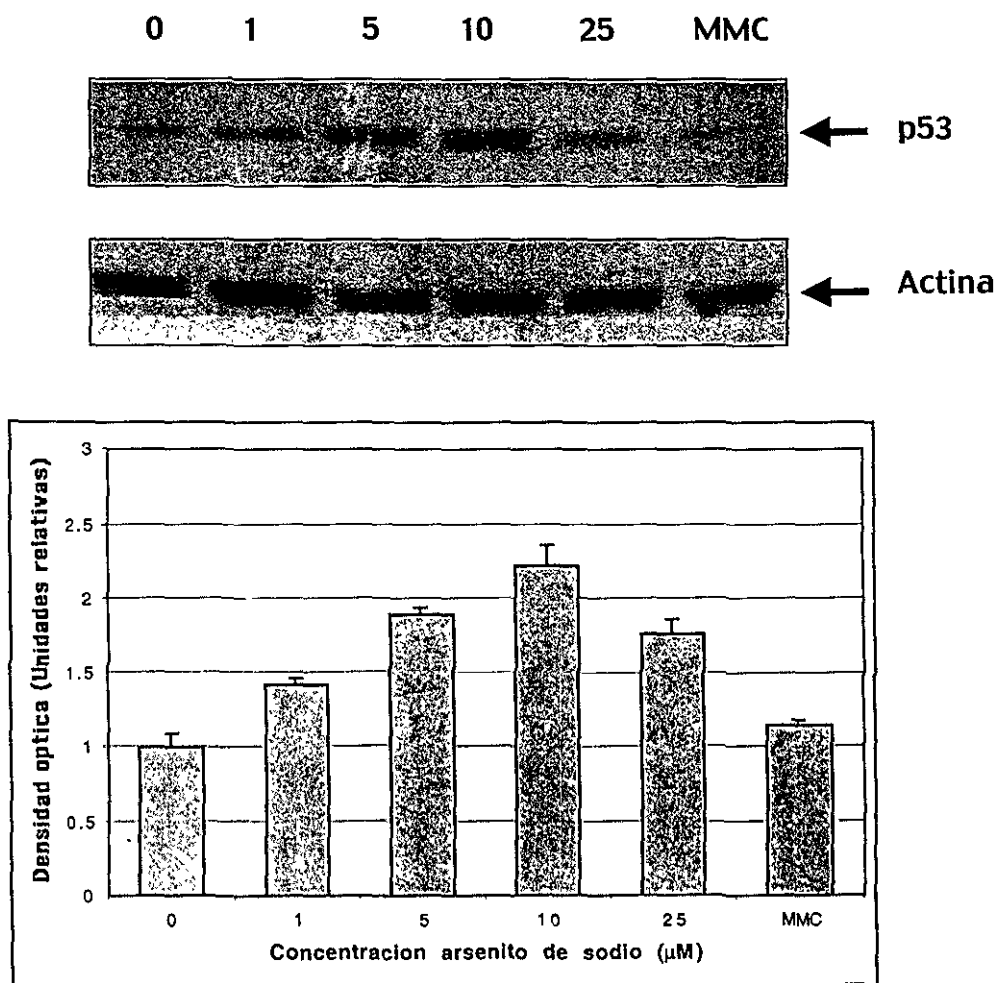 0 1 5 10 25 MMC
p53
Actina
Densidad optica (Unidades relativas)
3
2.5
2
1.5
1
0.5
0
0 1 5 10 25 MMC
Concentracion arsenito de sodio (µM)